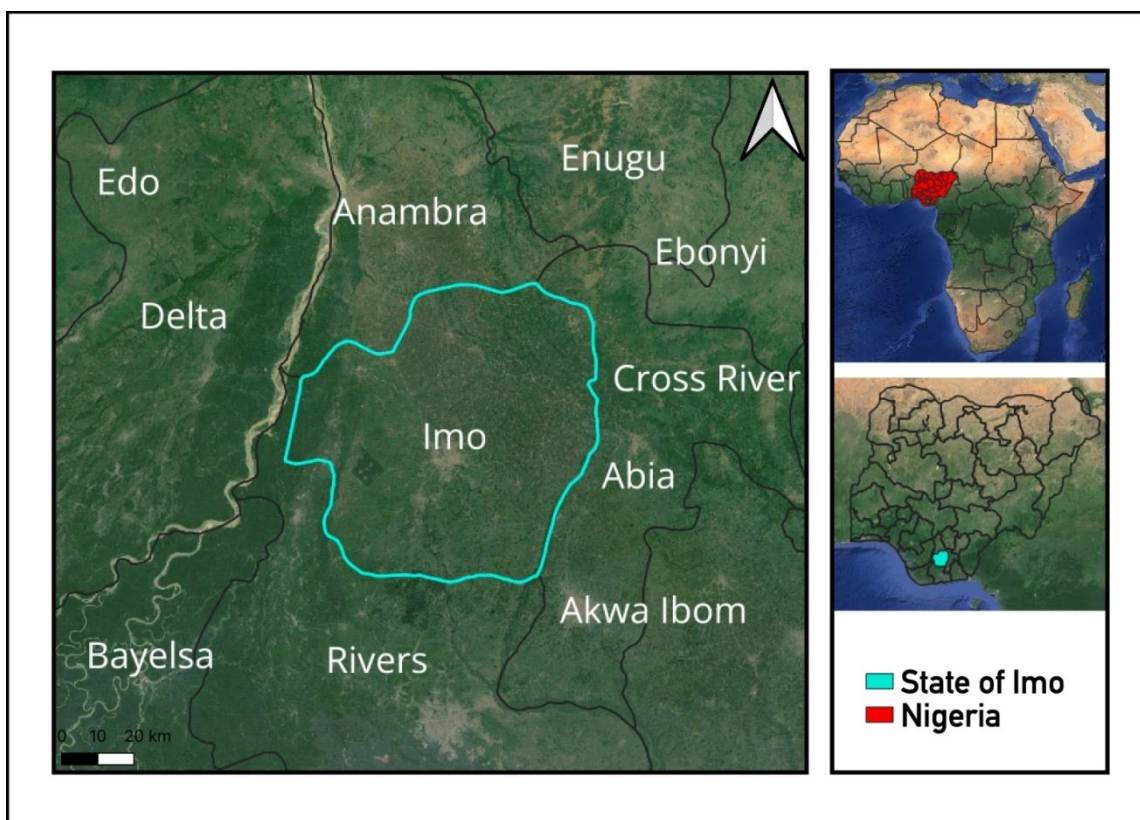 Enugu
Edo
Anambra
Ebonyi
Delta
Cross River
Imo
Abia
Akwa Ibom
Bayelsa
Rivers
0 10 20 km
State of Imo
Nigeria